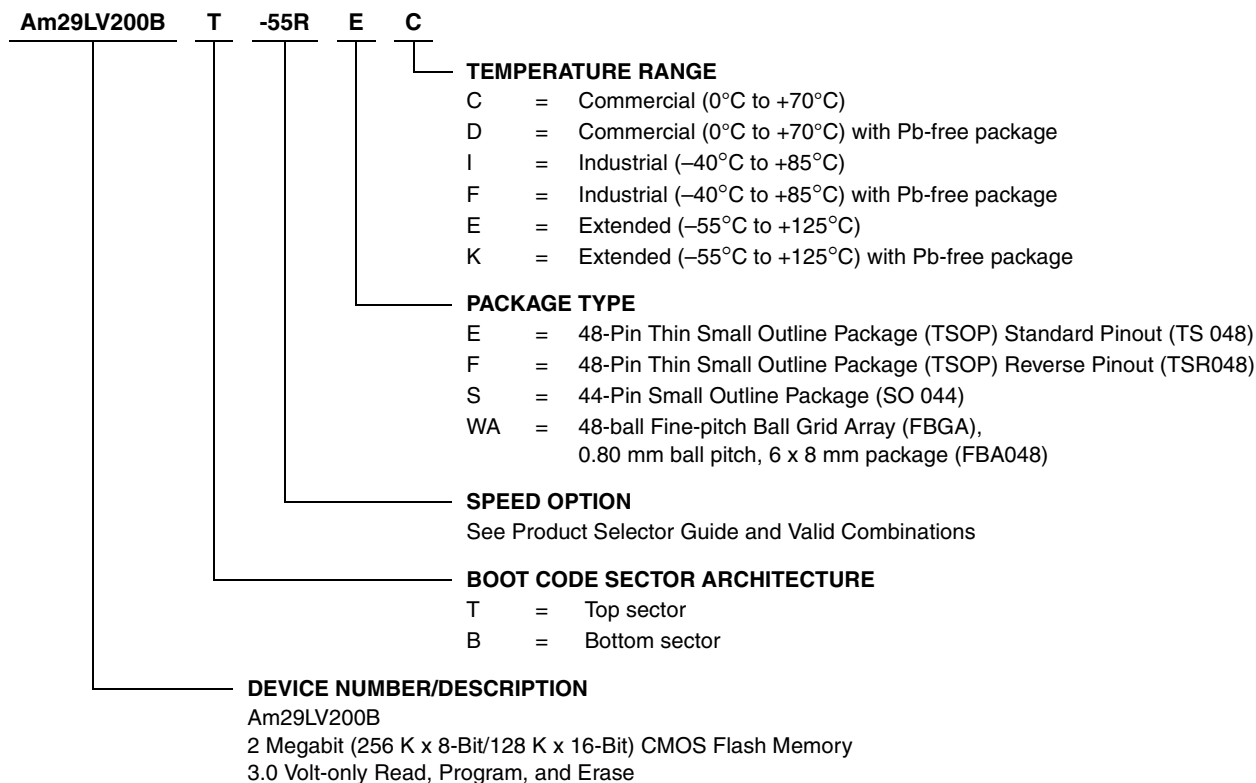 Am29LV200B T -55R E C
TEMPERATURE RANGE
C = Commercial (0°C to +70°C)
D = Commercial (0°C to +70°C) with Pb-free package
I = Industrial (–40°C to +85°C)
F = Industrial (–40°C to +85°C) with Pb-free package
E = Extended (–55°C to +125°C)
K = Extended (–55°C to +125°C) with Pb-free package
PACKAGE TYPE
E = 48-Pin Thin Small Outline Package (TSOP) Standard Pinout (TS 048)
F = 48-Pin Thin Small Outline Package (TSOP) Reverse Pinout (TSR048)
S = 44-Pin Small Outline Package (SO 044)
WA = 48-ball Fine-pitch Ball Grid Array (FBGA),
0.80 mm ball pitch, 6 x 8 mm package (FBA048)
SPEED OPTION
See Product Selector Guide and Valid Combinations
BOOT CODE SECTOR ARCHITECTURE
T = Top sector
B = Bottom sector
DEVICE NUMBER/DESCRIPTION
Am29LV200B
2 Megabit (256 K x 8-Bit/128 K x 16-Bit) CMOS Flash Memory
3.0 Volt-only Read, Program, and Erase